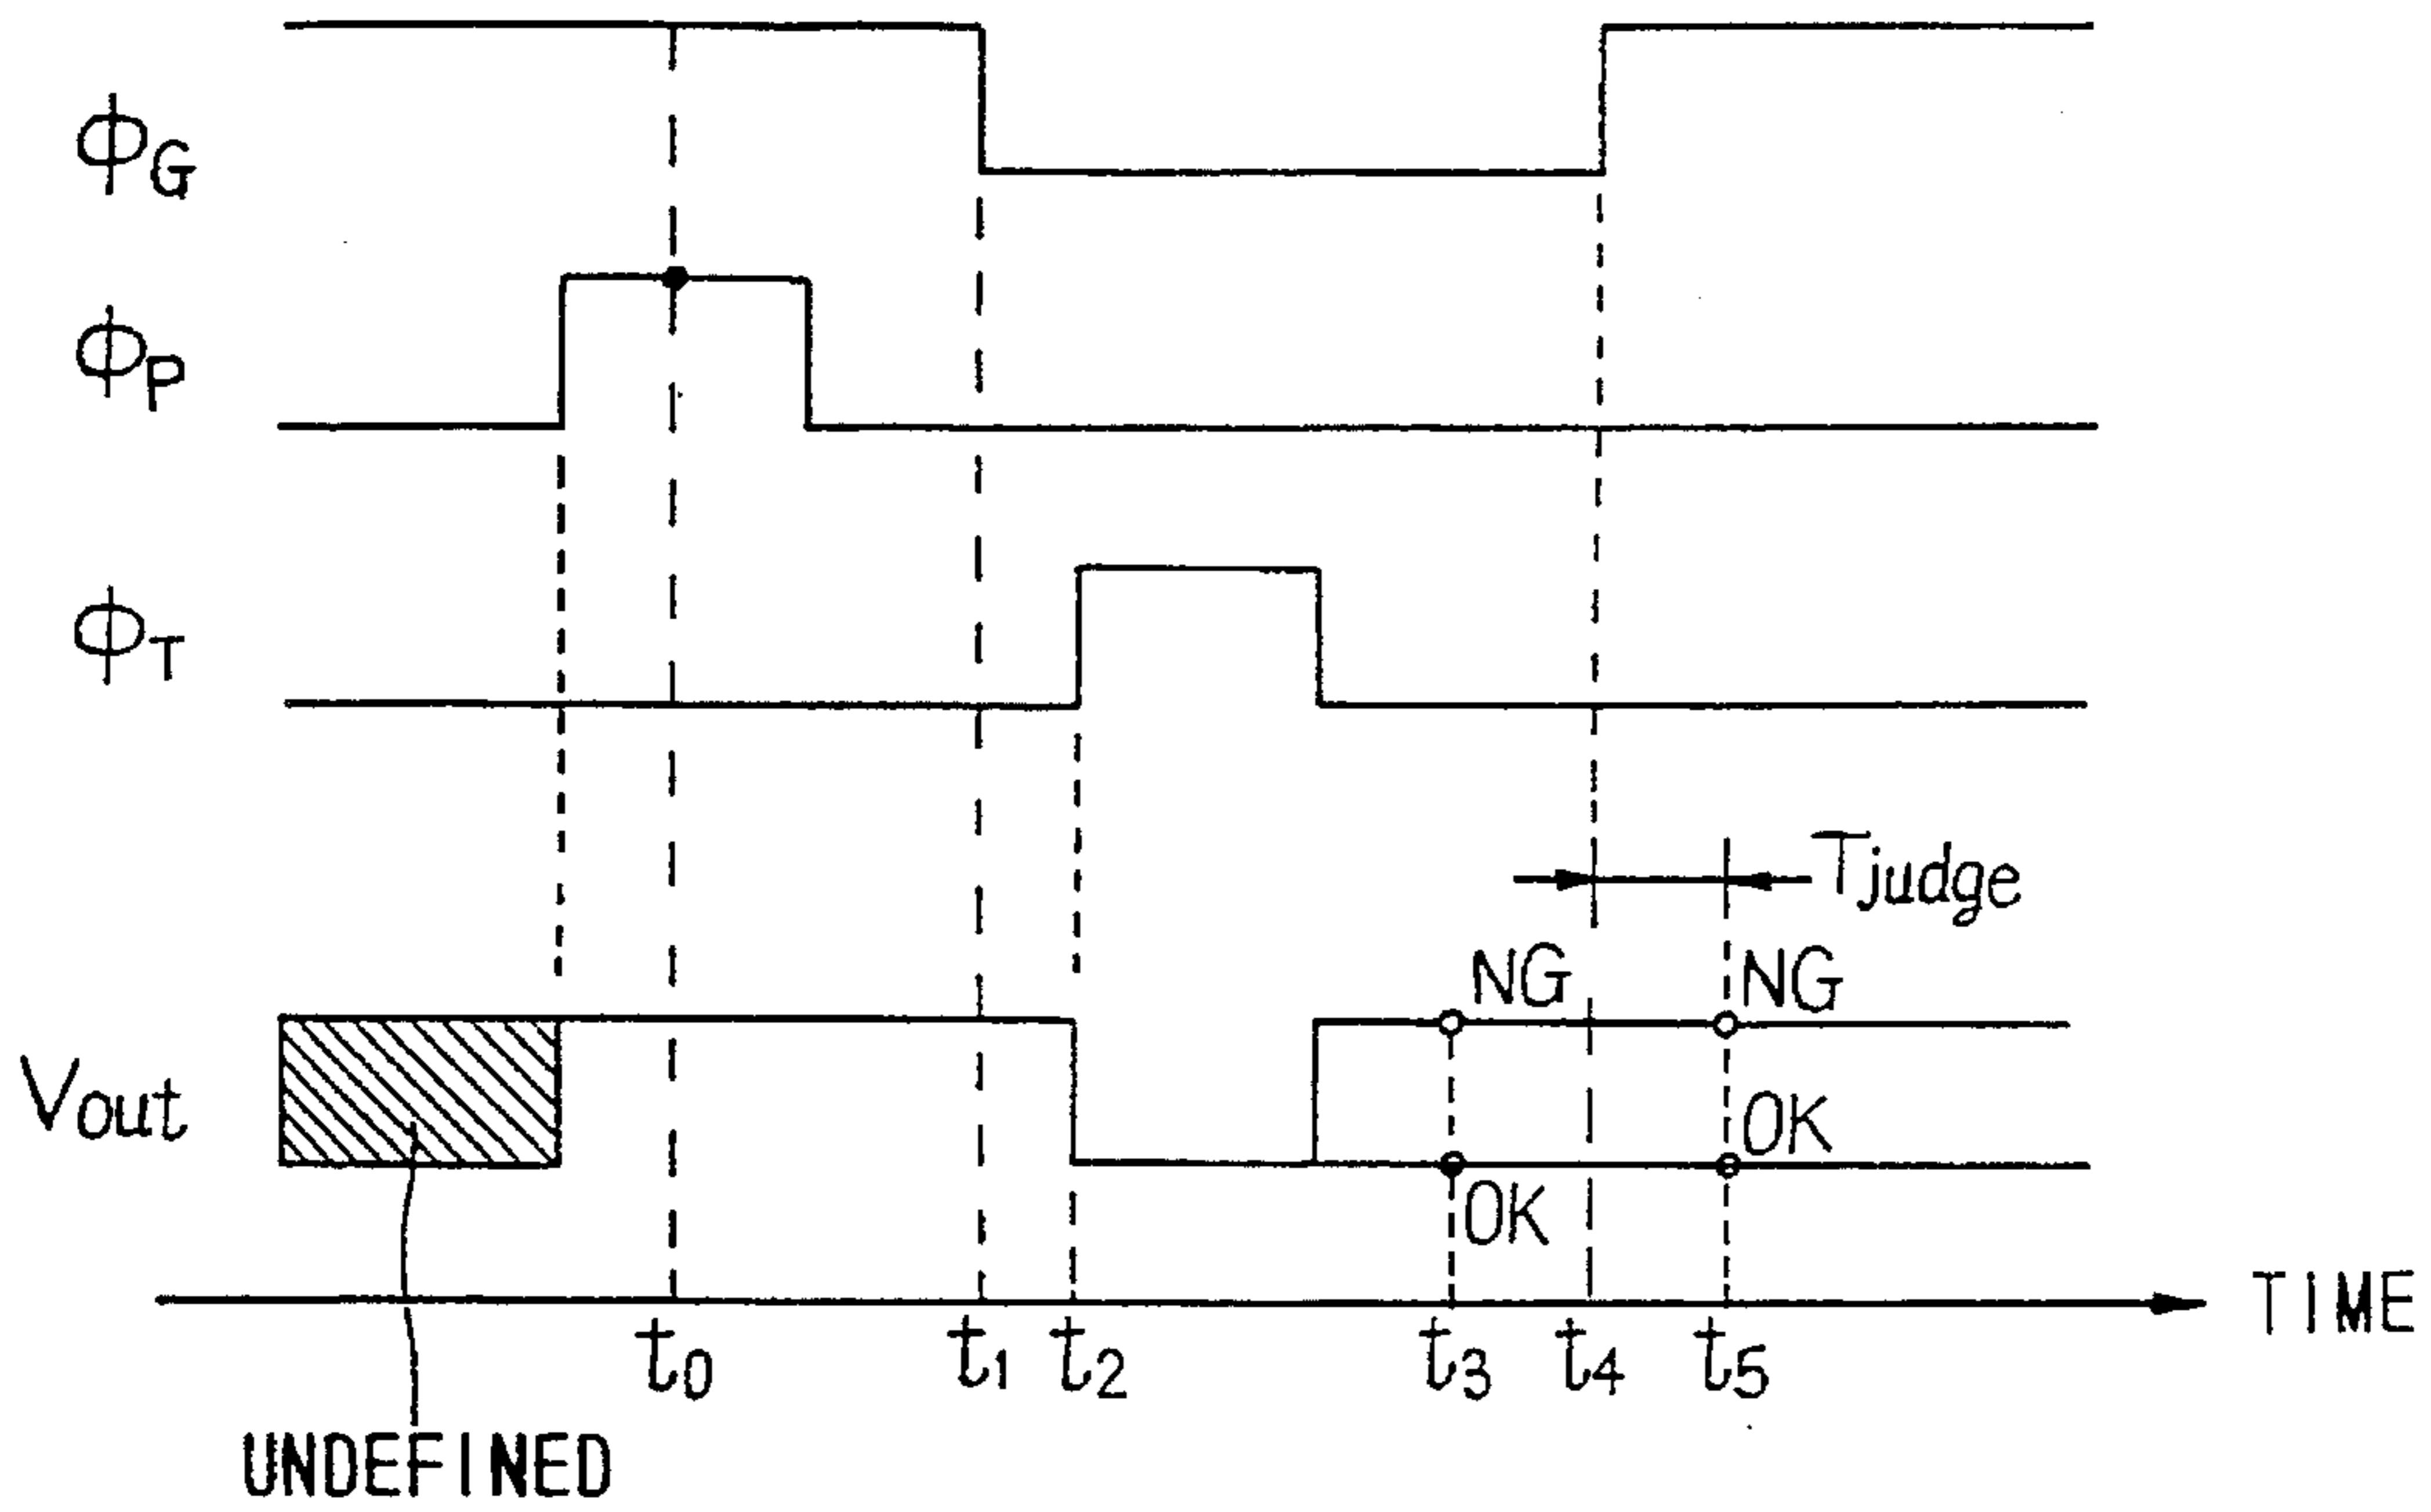 ϕG
ϕP
ϕT
Tjudge
NG NG
Vout OK
OK
TIME
t0 t1 t2 t3 t4 t5
UNDEFINED